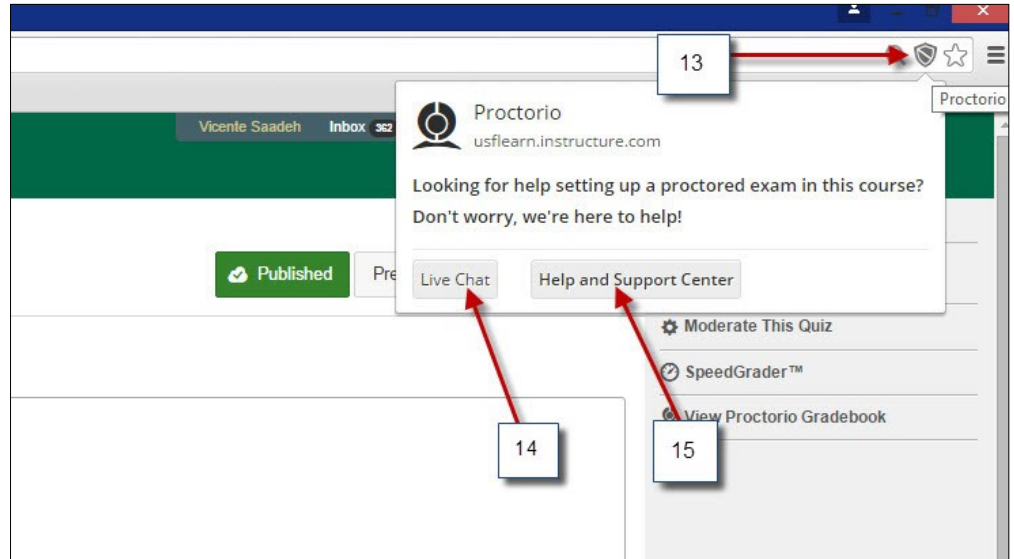 13
Proctorio
Vicente Saadeh Inbox 362
Proctorio
usflearn.instructure.com
Looking for help setting up a proctored exam in this course?
Don't worry, we're here to help!
Published Pre
Live Chat Help and Support Center
Moderate This Quiz
SpeedGrader™
View Proctorio Gradebook
14
15